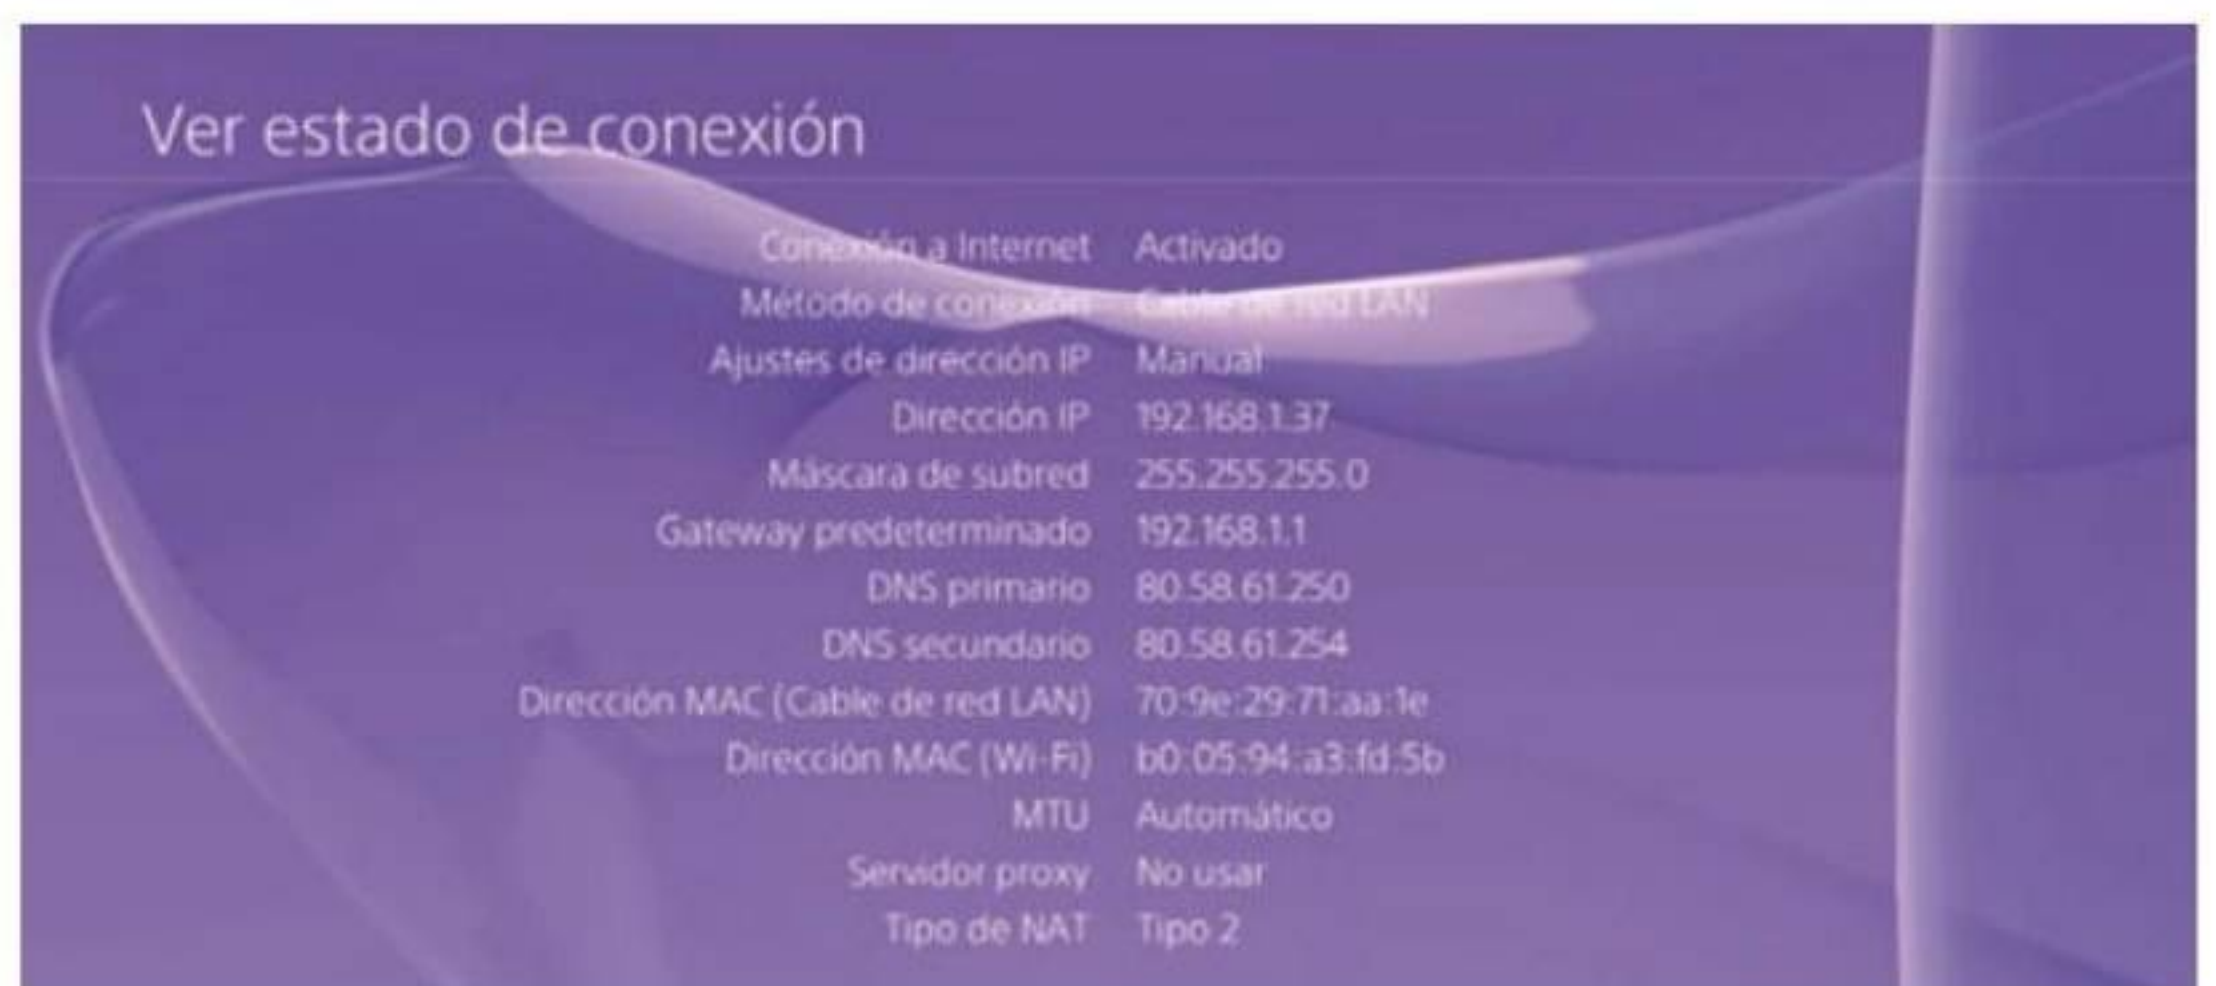 Ver estado de conexión
Conexión a Internet Activado
Método de conexión Cable de red LAN
Ajustes de dirección IP Manual
Dirección IP 192.168.1.37
Máscara de subred 255.255.255.0
Gateway predeterminado 192.168.1.1
DNS primario 80.58.61.250
DNS secundario 80.58.61.254
Dirección MAC (Cable de red LAN) 70:9e:29:71:aa:1e
Dirección MAC (Wi-Fi) b0:05:94:a3:fd:5b
MTU Automático
Servidor proxy No usar
Tipo de NAT Tipo 2